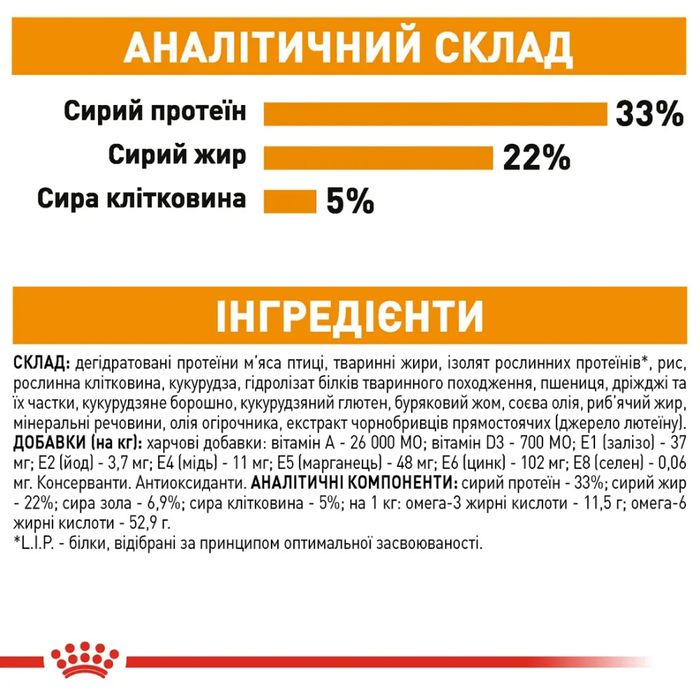 АНАЛІТИЧНИЙ СКЛАД
Сирий протеїн 33%
Сирий жир 22%
Сира клітковина 5%
ІНГРЕДІЄНТИ
СКЛАД: дегідратовані протеїни м’яса птиці, тваринні жири, ізолят рослинних протеїнів*, рис,
рослинна клітковина, кукурудза, гідролізат білків тваринного походження, пшениця, дріжджі та
їх частки, кукурудзяне борошно, кукурудзяний глютен, буряковий жом, соєва олія, риб’ячий жир,
мінеральні речовини, олія огірочника, екстракт чорнобривців прямостоячих (джерело лютеїну).
ДОБАВКИ (на кг): харчові добавки: вітамін А - 26 000 МО; вітамін D3 - 700 МО; Е1 (залізо) - 37
мг; Е2 (йод) - 3,7 мг; Е4 (мідь) - 11 мг; Е5 (марганець) - 48 мг; Е6 (цинк) - 102 мг; Е8 (селен) - 0,06
мг. Консерванти. Антиоксиданти. АНАЛІТИЧНІ КОМПОНЕНТИ: сирий протеїн - 33%; сирий жир
- 22%; сира зола - 6,9%; сира клітковина - 5%; на 1 кг: омега-3 жирні кислоти - 11,5 г; омега-6
жирні кислоти - 52,9 г.
*L.I.P. - білки, відібрані за принципом оптимальної засвоюваності.